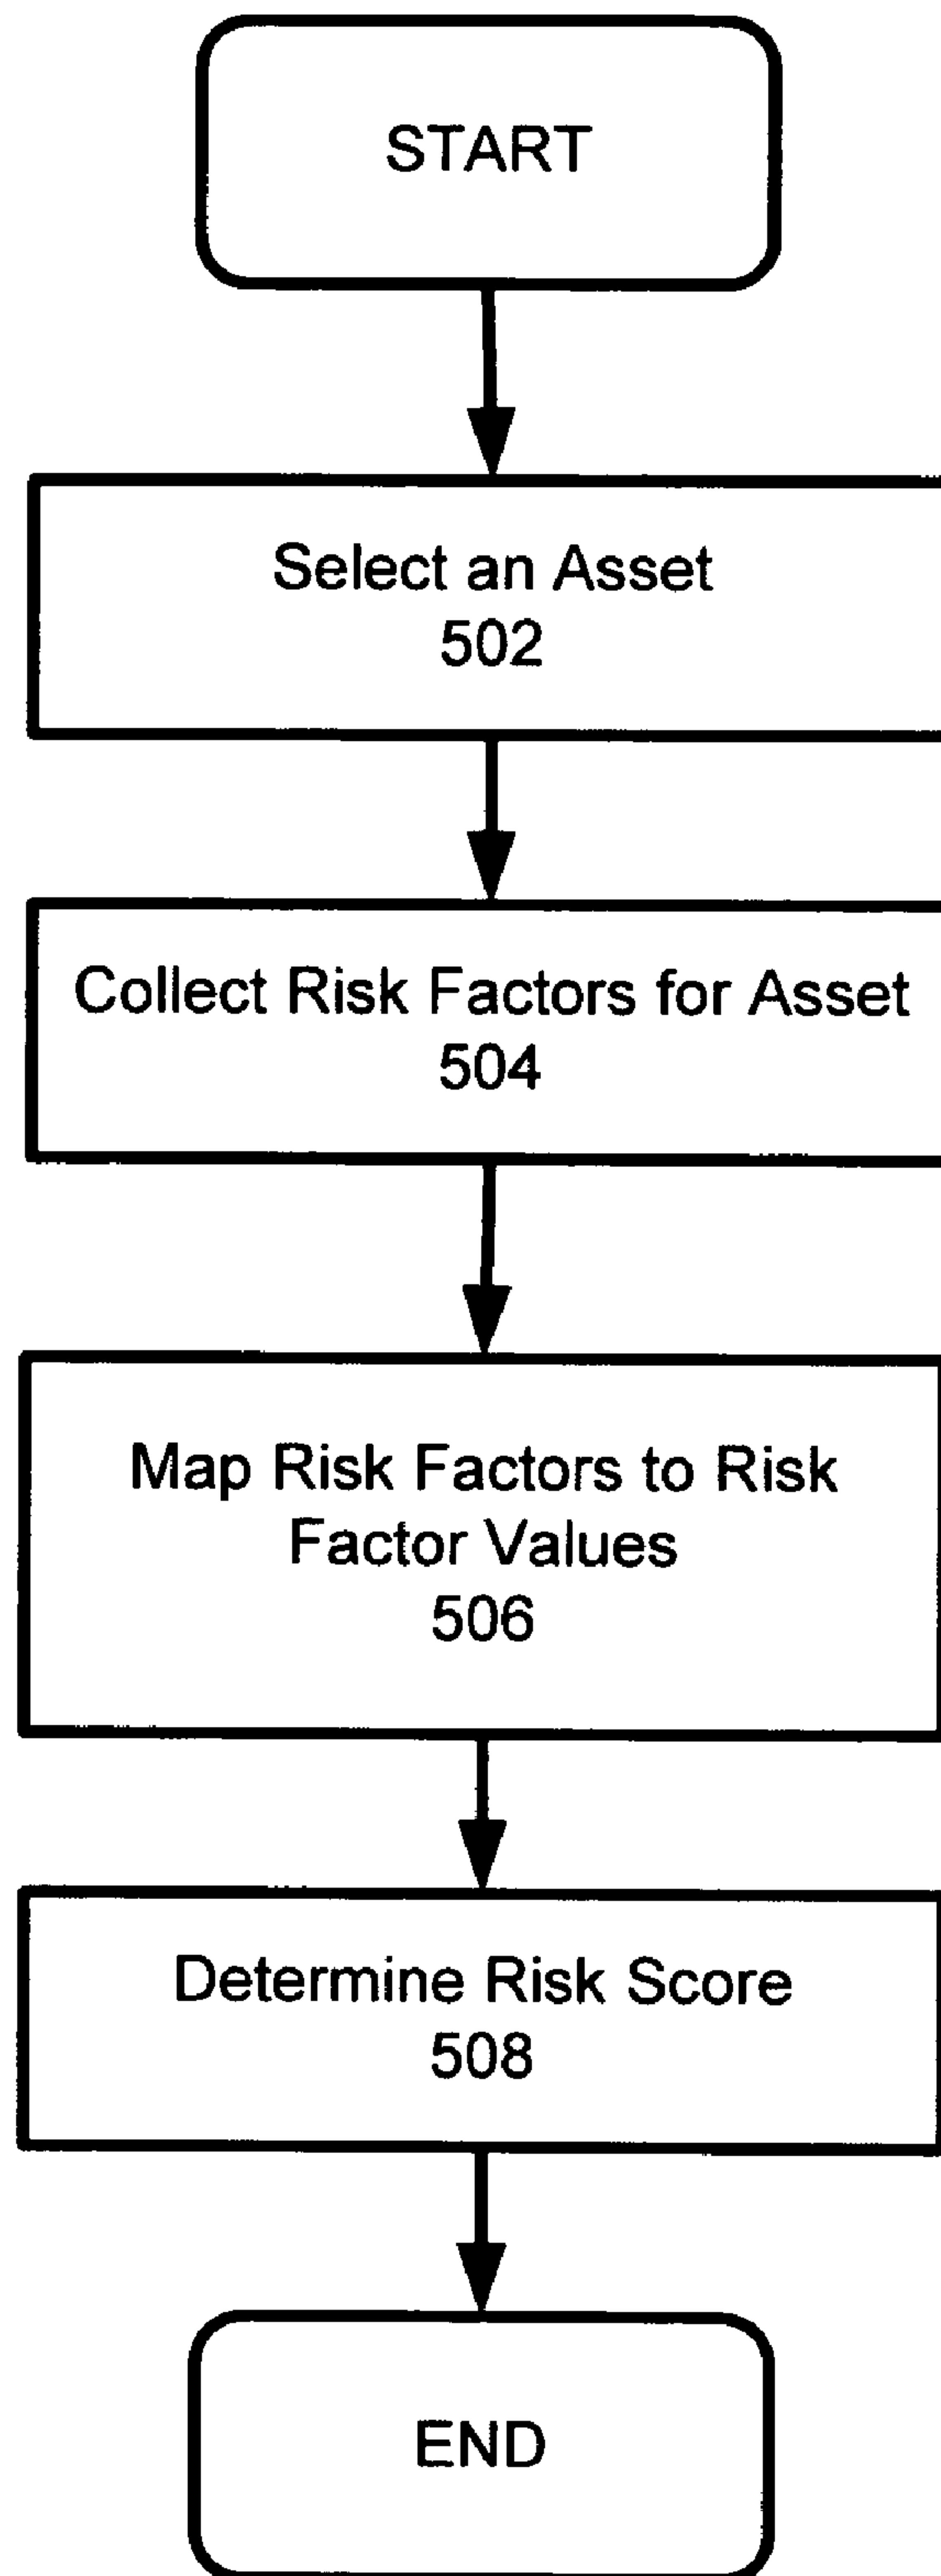 START
Select an Asset
502
Collect Risk Factors for Asset
504
Map Risk Factors to Risk
Factor Values
506
Determine Risk Score
508
END